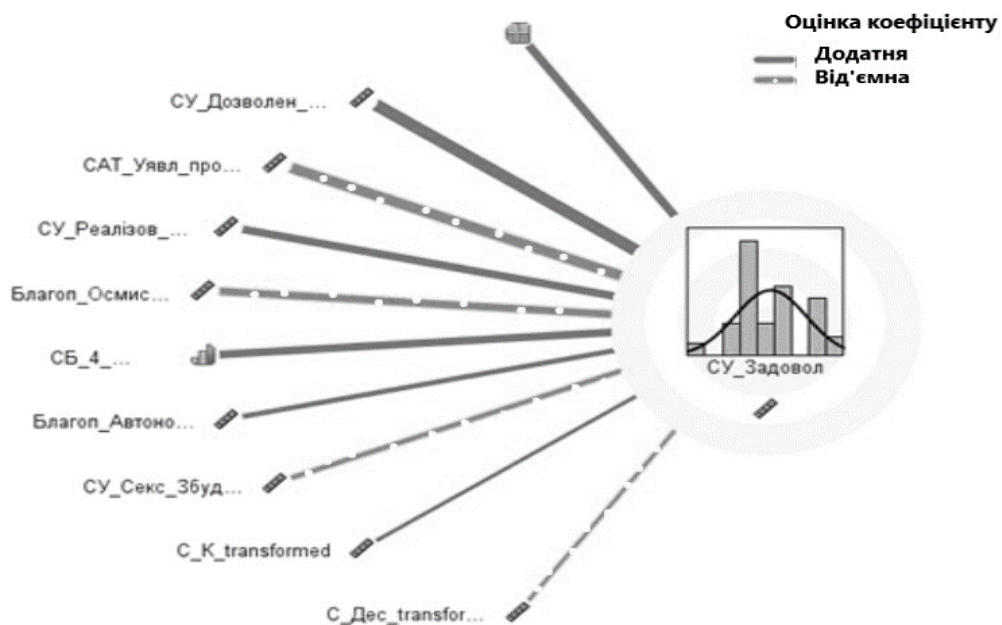 Оцінка коефіцієнту
Додатня
Від'ємна
СУ_Дозволен_...
САТ_Уявл_про...
СУ_Реалізов_...
Благоп_Осмис...
СБ_4_...
Благоп_Автоно...
СУ_Секс_Збуд...
С_К_transformed
С_Дес_transfor...
СУ_Задовол